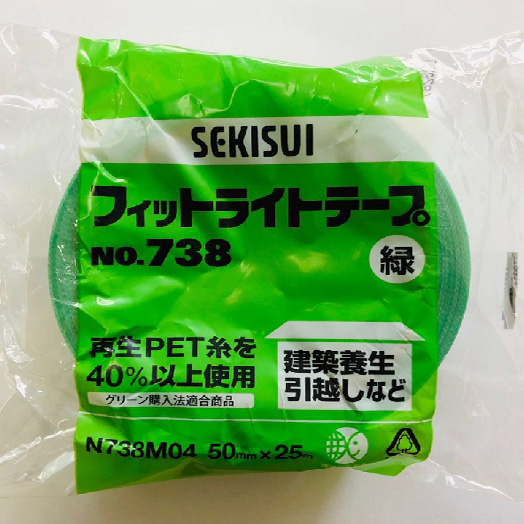 SEKISUI
フィットライトテープ
NO.738
緑
再生PET糸を
40%以上使用
グリーン購入法適合商品
建築養生
引越しなど
N738M04 50mm×25m